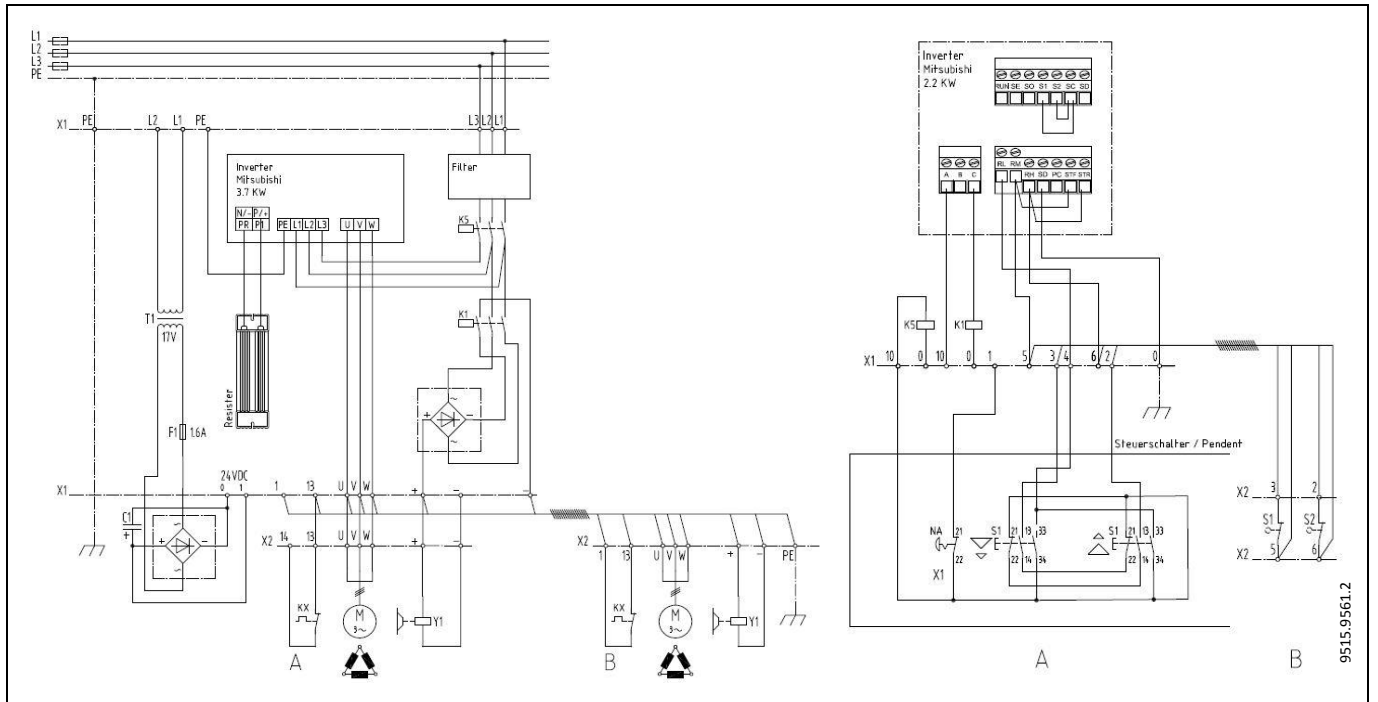 L1
L2
L3
PE
X1 PE L2 L1 PE L3 L2 L1
Inverter
Mitsubishi
3.7 KW
N/- P/+
PR P1 PE L1 L2 L3 U V W
Filter
K5
K1
T1
17V
Resister
F1 1.6A
~
+ -
~
24VDC
0 1
X1 1 13 U V W + - -
C1
+
~
~
X2 14 13 U V W + -
KX
M
3~
Y1
A
X2 1 13 U V W + - PE
KX
M
3~
Y1
B
Inverter
Mitsubishi
2.2 KW
RUN SE SO S1 S2 SC SD
A B C
RL RM RH SD PC STF STR
K5 K1
X1 10 0 10 0 1 5 3 4 6 2 0
Steuerschalter / Pendent
NA 21 S1 21 13 33 S1 21 13 33
22 22 14 34 22 14 34
X1
A
X2 3 2
S1 S2
X2 5 6
B
9515.9561.2